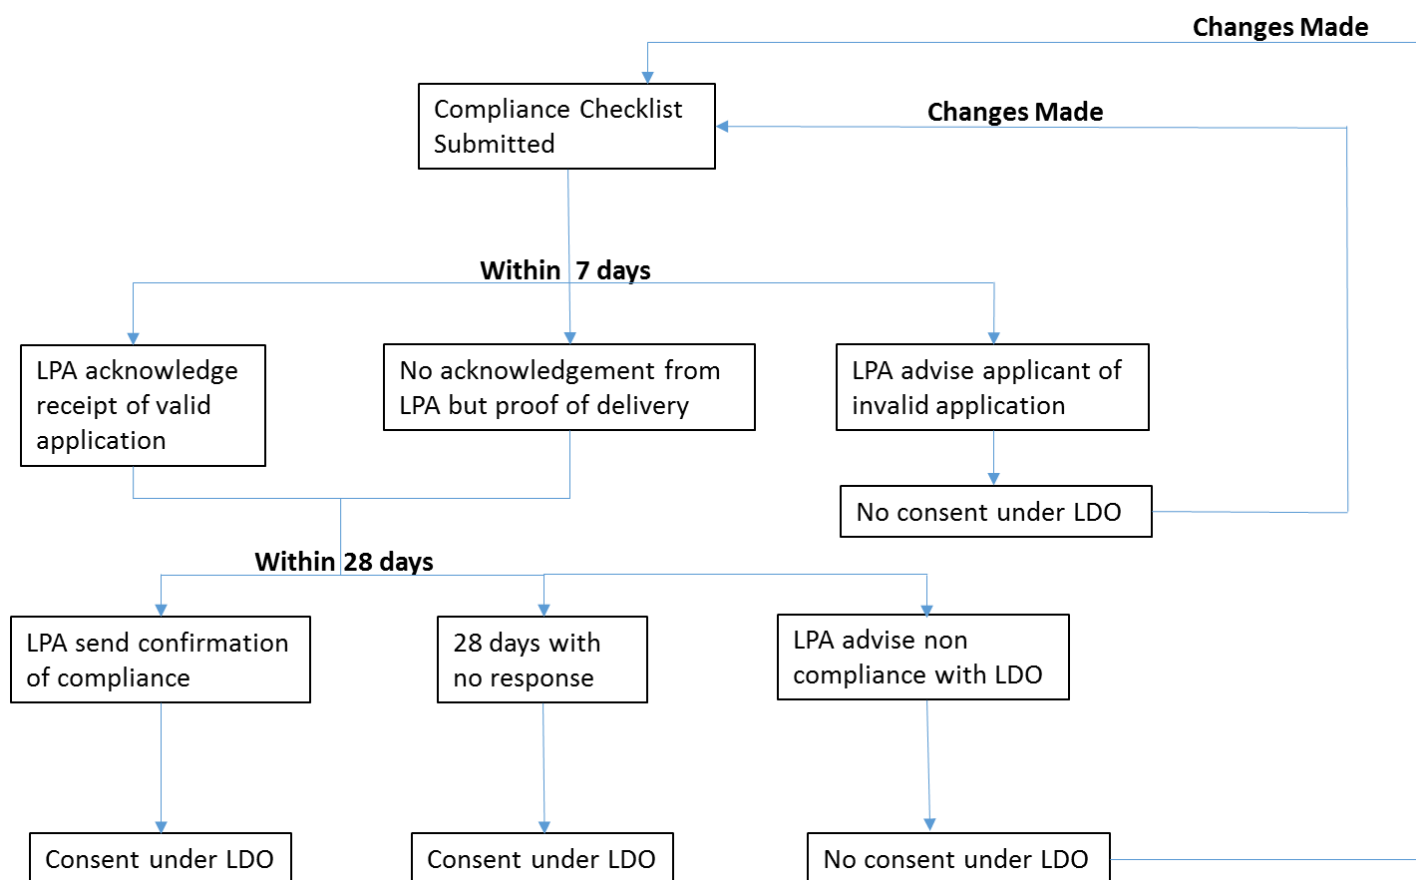 Changes Made
Compliance Checklist
Submitted
Changes Made
Within 7 days
LPA acknowledge
receipt of valid
application
No acknowledgement from
LPA but proof of delivery
LPA advise applicant of
invalid application
No consent under LDO
Within 28 days
LPA send confirmation
of compliance
28 days with
no response
LPA advise non
compliance with LDO
Consent under LDO
Consent under LDO
No consent under LDO